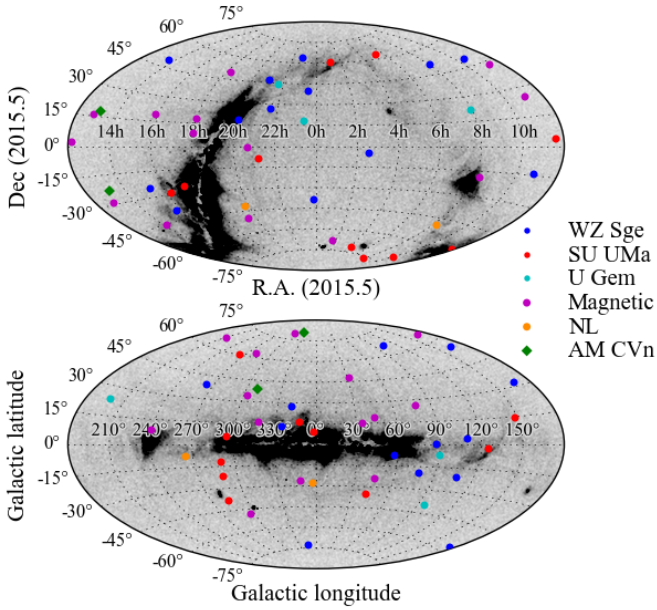 75°
60°
45°
30°
15°
0°
-15°
-30°
-45°
-60°
-75°
14h 16h 18h 20h 22h 0h 2h 4h 6h 8h 10h
Dec (2015.5)
R.A. (2015.5)
WZ Sge
SU UMa
U Gem
Magnetic
NL
AM CVn
75°
60°
45°
30°
15°
0°
-15°
-30°
-45°
-60°
-75°
210° 240° 270° 300° 330° 0° 30° 60° 90° 120° 150°
Galactic latitude
Galactic longitude